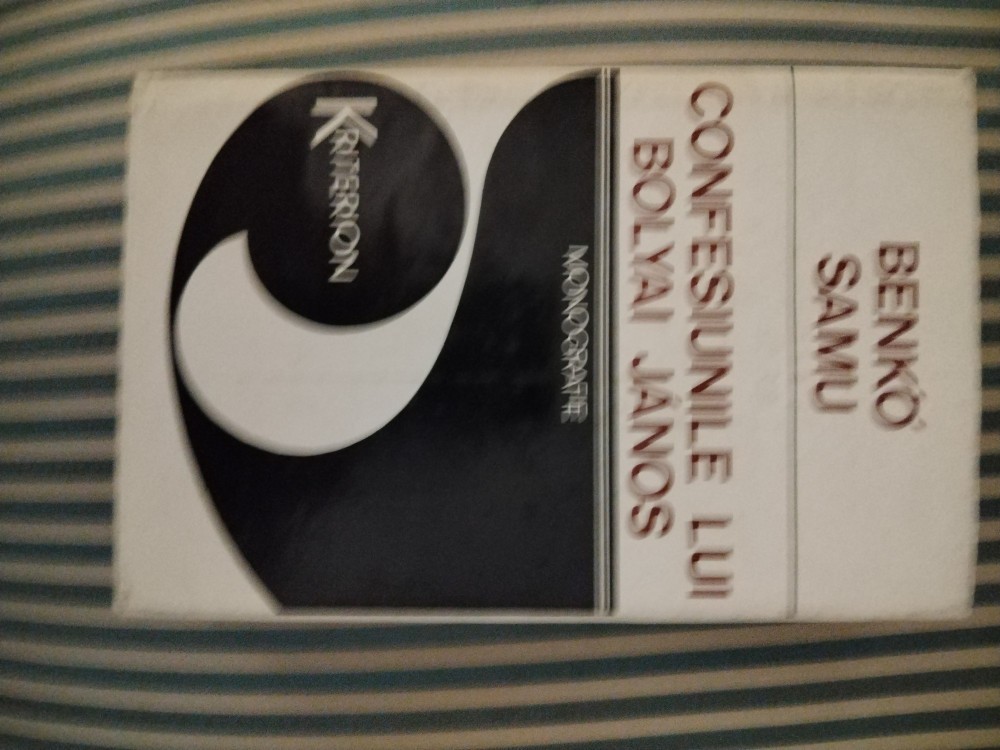 BENKŐ
SAMU
CONFESIUNILE LUI
BOLYAI JÁNOS
MONOGRAFIE
KRITERION